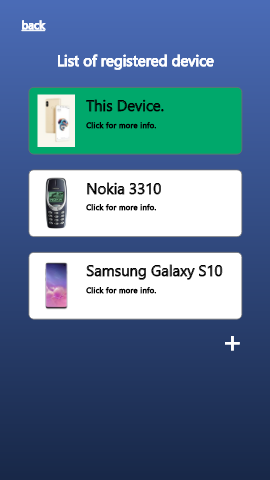 back
List of registered device
This Device.
Click for more info.
Nokia 3310
Click for more info.
Samsung Galaxy S10
Click for more info.
+